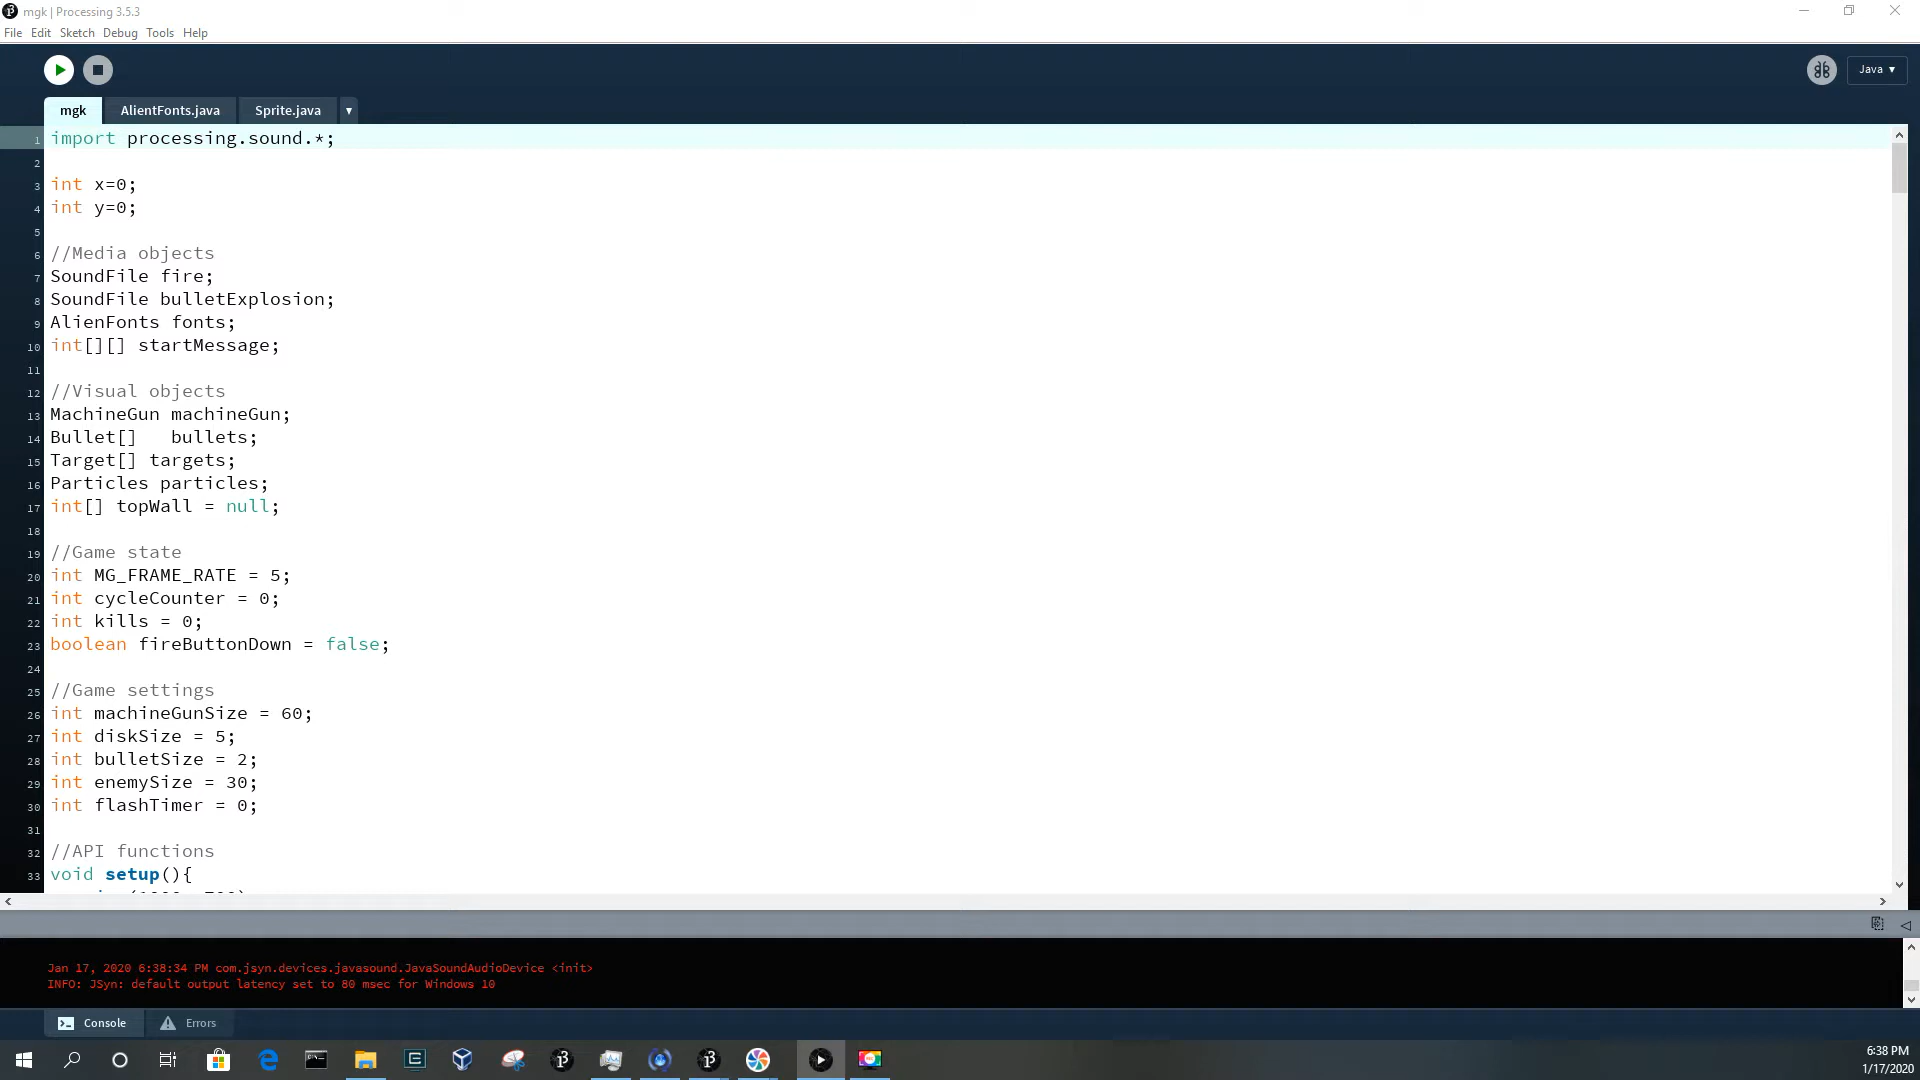 mgk | Processing 3.5.3
File Edit Sketch Debug Tools Help
Java ▾
mgk AlientFonts.java Sprite.java ▾
1 import processing.sound.*;
2
3 int x=0;
4 int y=0;
5
6 //Media objects
7 SoundFile fire;
8 SoundFile bulletExplosion;
9 AlienFonts fonts;
10 int[][] startMessage;
11
12 //Visual objects
13 MachineGun machineGun;
14 Bullet[]   bullets;
15 Target[] targets;
16 Particles particles;
17 int[] topWall = null;
18
19 //Game state
20 int MG_FRAME_RATE = 5;
21 int cycleCounter = 0;
22 int kills = 0;
23 boolean fireButtonDown = false;
24
25 //Game settings
26 int machineGunSize = 60;
27 int diskSize = 5;
28 int bulletSize = 2;
29 int enemySize = 30;
30 int flashTimer = 0;
31
32 //API functions
33 void setup(){
Jan 17, 2020 6:38:34 PM com.jsyn.devices.javasound.JavaSoundAudioDevice <init>
INFO: JSyn: default output latency set to 80 msec for Windows 10
Console Errors
6:38 PM
1/17/2020